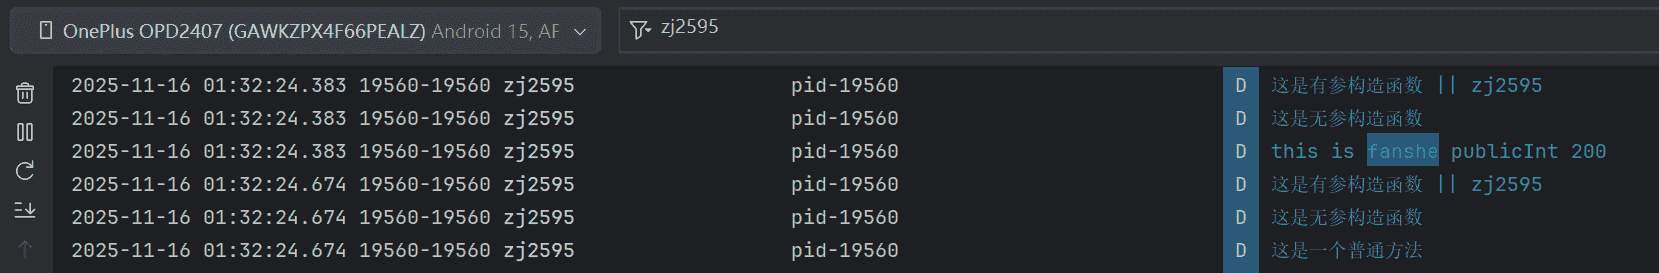 OnePlus OPD2407 (GAWKZPX4F66PEALZ) Android 15, AF
zj2595
2025-11-16 01:32:24.383 19560-19560 zj2595 pid-19560 D 这是有参构造函数 || zj2595
2025-11-16 01:32:24.383 19560-19560 zj2595 pid-19560 D 这是无参构造函数
2025-11-16 01:32:24.383 19560-19560 zj2595 pid-19560 D this is fanshe publicInt 200
2025-11-16 01:32:24.674 19560-19560 zj2595 pid-19560 D 这是有参构造函数 || zj2595
2025-11-16 01:32:24.674 19560-19560 zj2595 pid-19560 D 这是无参构造函数
2025-11-16 01:32:24.674 19560-19560 zj2595 pid-19560 D 这是一个普通方法